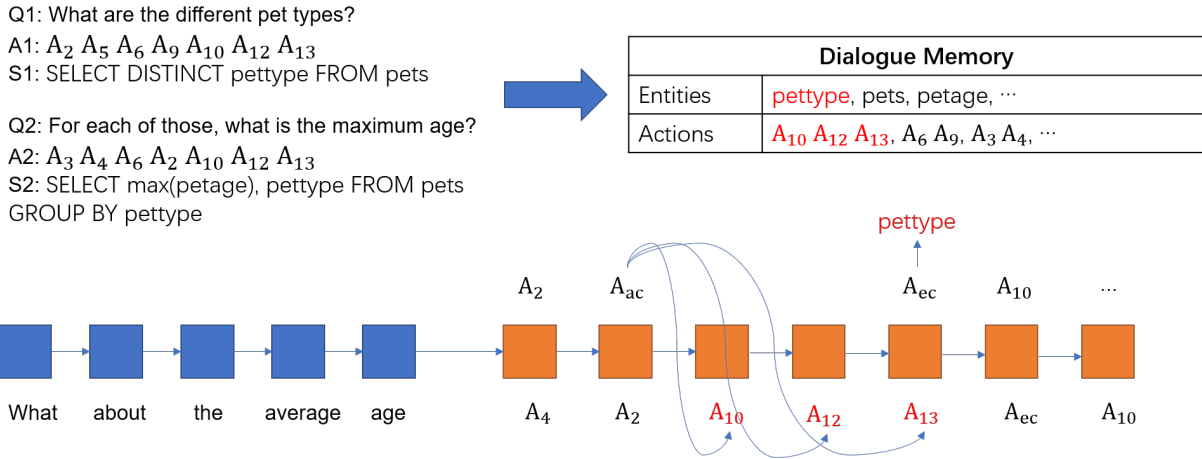 Q1: What are the different pet types?
A1: A₂ A₅ A₆ A₉ A₁₀ A₁₂ A₁₃
S1: SELECT DISTINCT pettype FROM pets
Q2: For each of those, what is the maximum age?
A2: A₃ A₄ A₆ A₂ A₁₀ A₁₂ A₁₃
S2: SELECT max(petage), pettype FROM pets
GROUP BY pettype
Dialogue Memory
Entities pettype, pets, petage, ···
Actions A₁₀ A₁₂ A₁₃, A₆ A₉, A₃ A₄, ···
pettype
A₂ Aₐc A_ec A₁₀ ...
What about the average age A₄ A₂ A₁₀ A₁₂ A₁₃ A_ec A₁₀